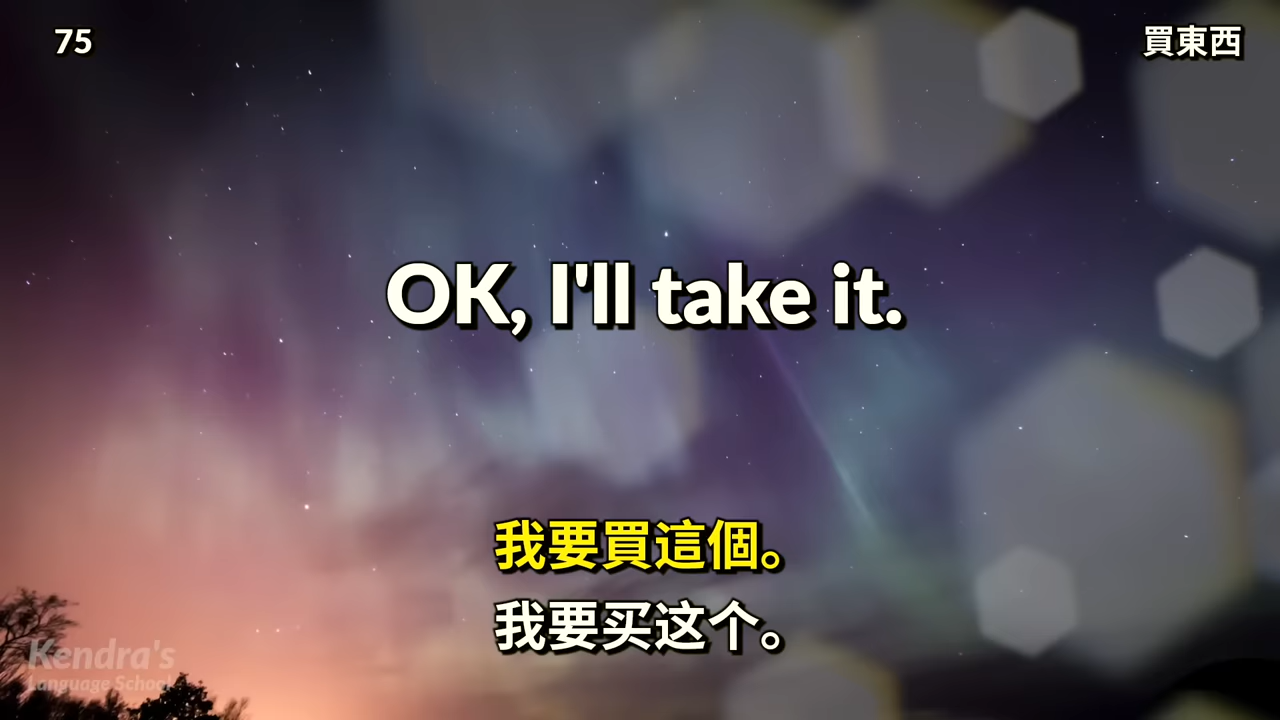 75
買東西
OK, I'll take it.
我要買這個。
我要买这个。
Kendra's
Language School